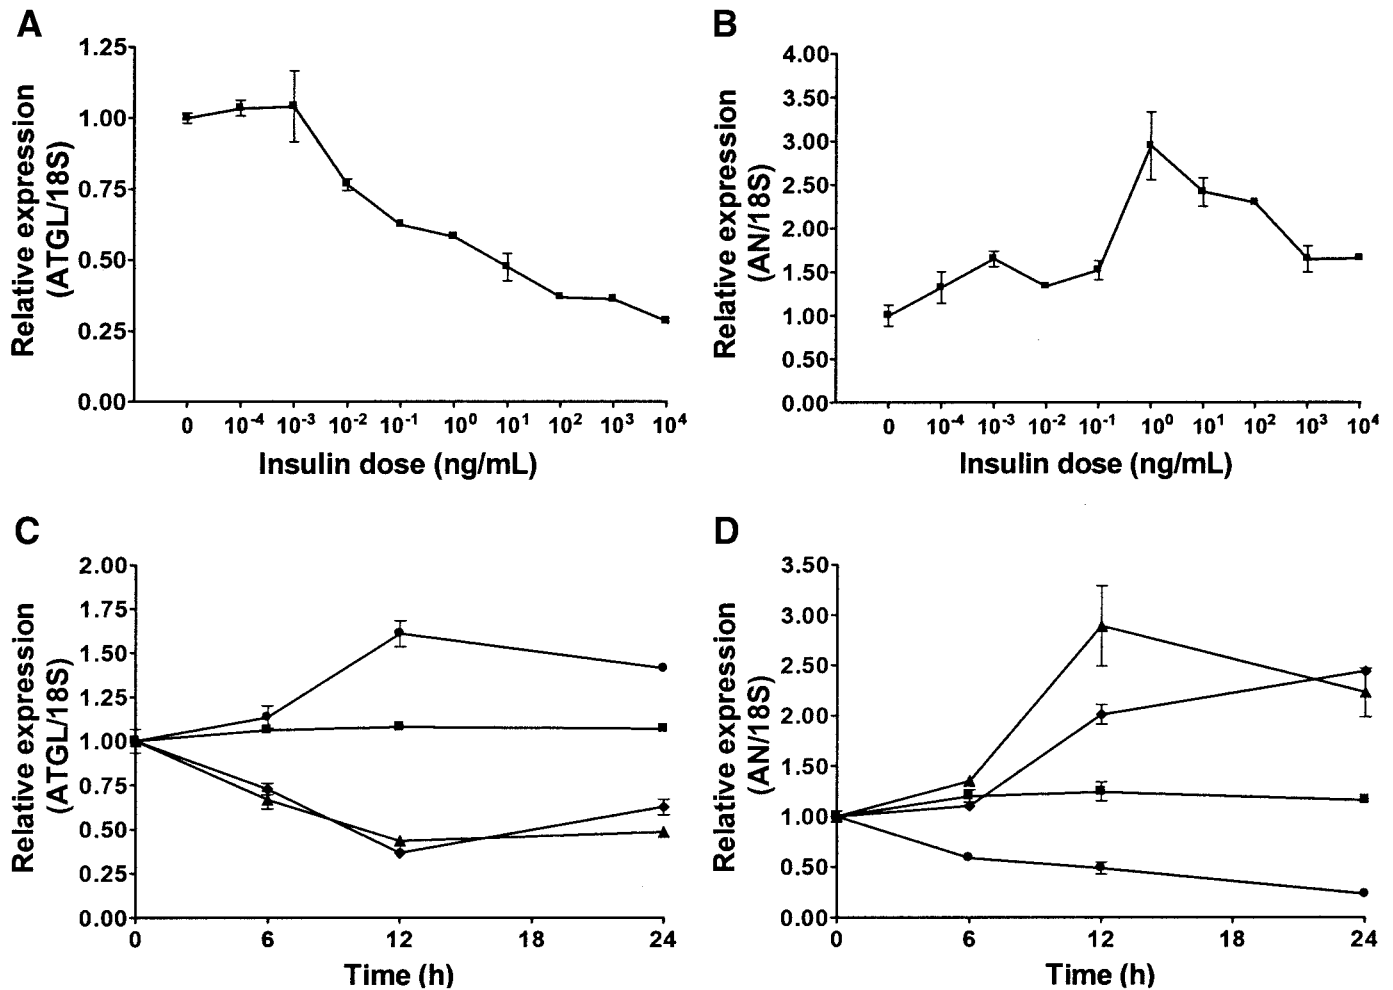 A
1.25
1.00
0.75
0.50
0.25
0.00
Relative expression
(ATGL/18S)
0 10-4 10-3 10-2 10-1 100 101 102 103 104
Insulin dose (ng/mL)
B
4.00
3.50
3.00
2.50
2.00
1.50
1.00
0.50
0.00
Relative expression
(AN/18S)
0 10-4 10-3 10-2 10-1 100 101 102 103 104
Insulin dose (ng/mL)
C
2.00
1.75
1.50
1.25
1.00
0.75
0.50
0.25
0.00
Relative expression
(ATGL/18S)
0 6 12 18 24
Time (h)
D
3.50
3.00
2.50
2.00
1.50
1.00
0.50
0.00
Relative expression
(AN/18S)
0 6 12 18 24
Time (h)